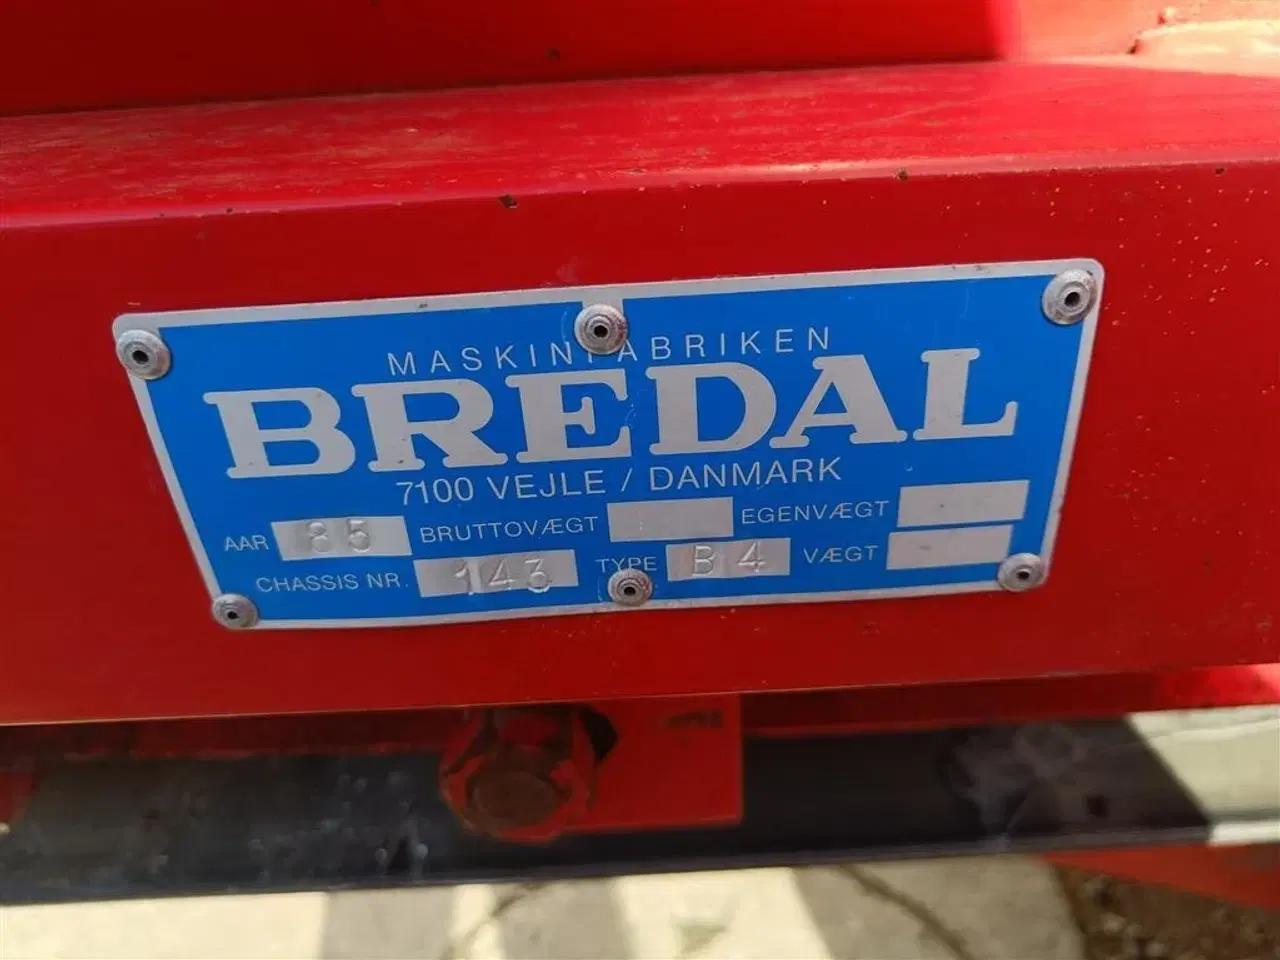 MASKINFABRIKEN
BREDAL
7100 VEJLE / DANMARK
AAR 85 BRUTTOVÆGT EGENVÆGT
CHASSIS NR. 143 TYPE B 4 VÆGT